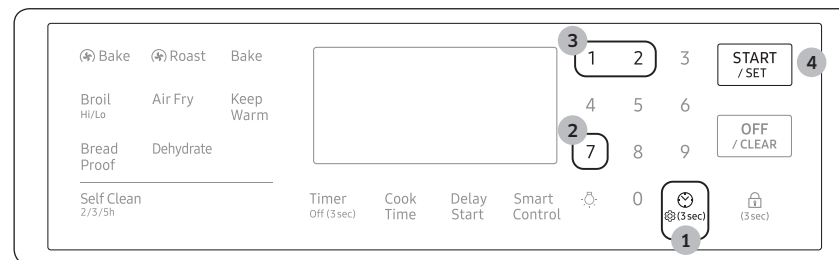 Bake Roast Bake 3 1 2 3 START 4
/ SET
Broil Air Fry Keep
Hi/Lo Warm
4 5 6
2 OFF
/ CLEAR
Bread Dehydrate 7 8 9
Proof
Self Clean Timer Cook Delay Smart 0
2/3/5h Off (3 sec) Time Start Control (3 sec) (3 sec)
1